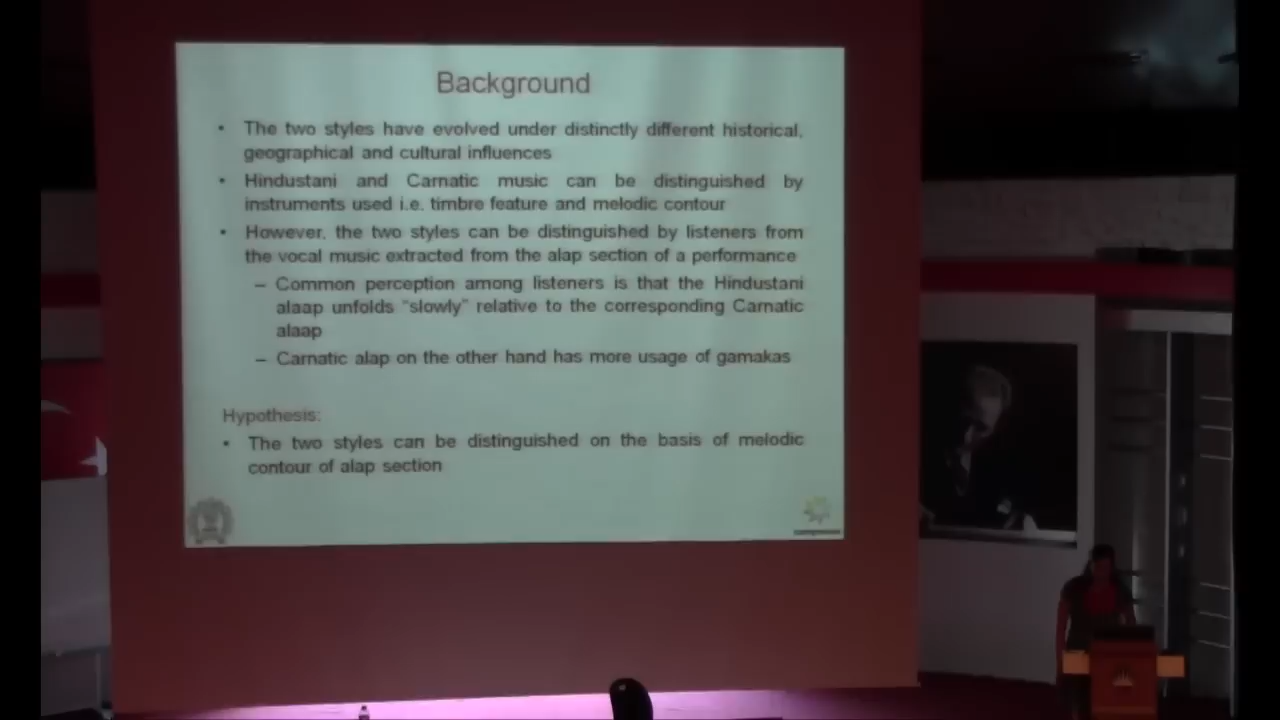 Background
• The two styles have evolved under distinctly different historical,
geographical and cultural influences
• Hindustani and Carnatic music can be distinguished by
instruments used i.e. timbre feature and melodic contour
• However, the two styles can be distinguished by listeners from
the vocal music extracted from the alap section of a performance
– Common perception among listeners is that the Hindustani
alaap unfolds "slowly" relative to the corresponding Carnatic
alaap
– Carnatic alap on the other hand has more usage of gamakas
Hypothesis:
• The two styles can be distinguished on the basis of melodic
contour of alap section